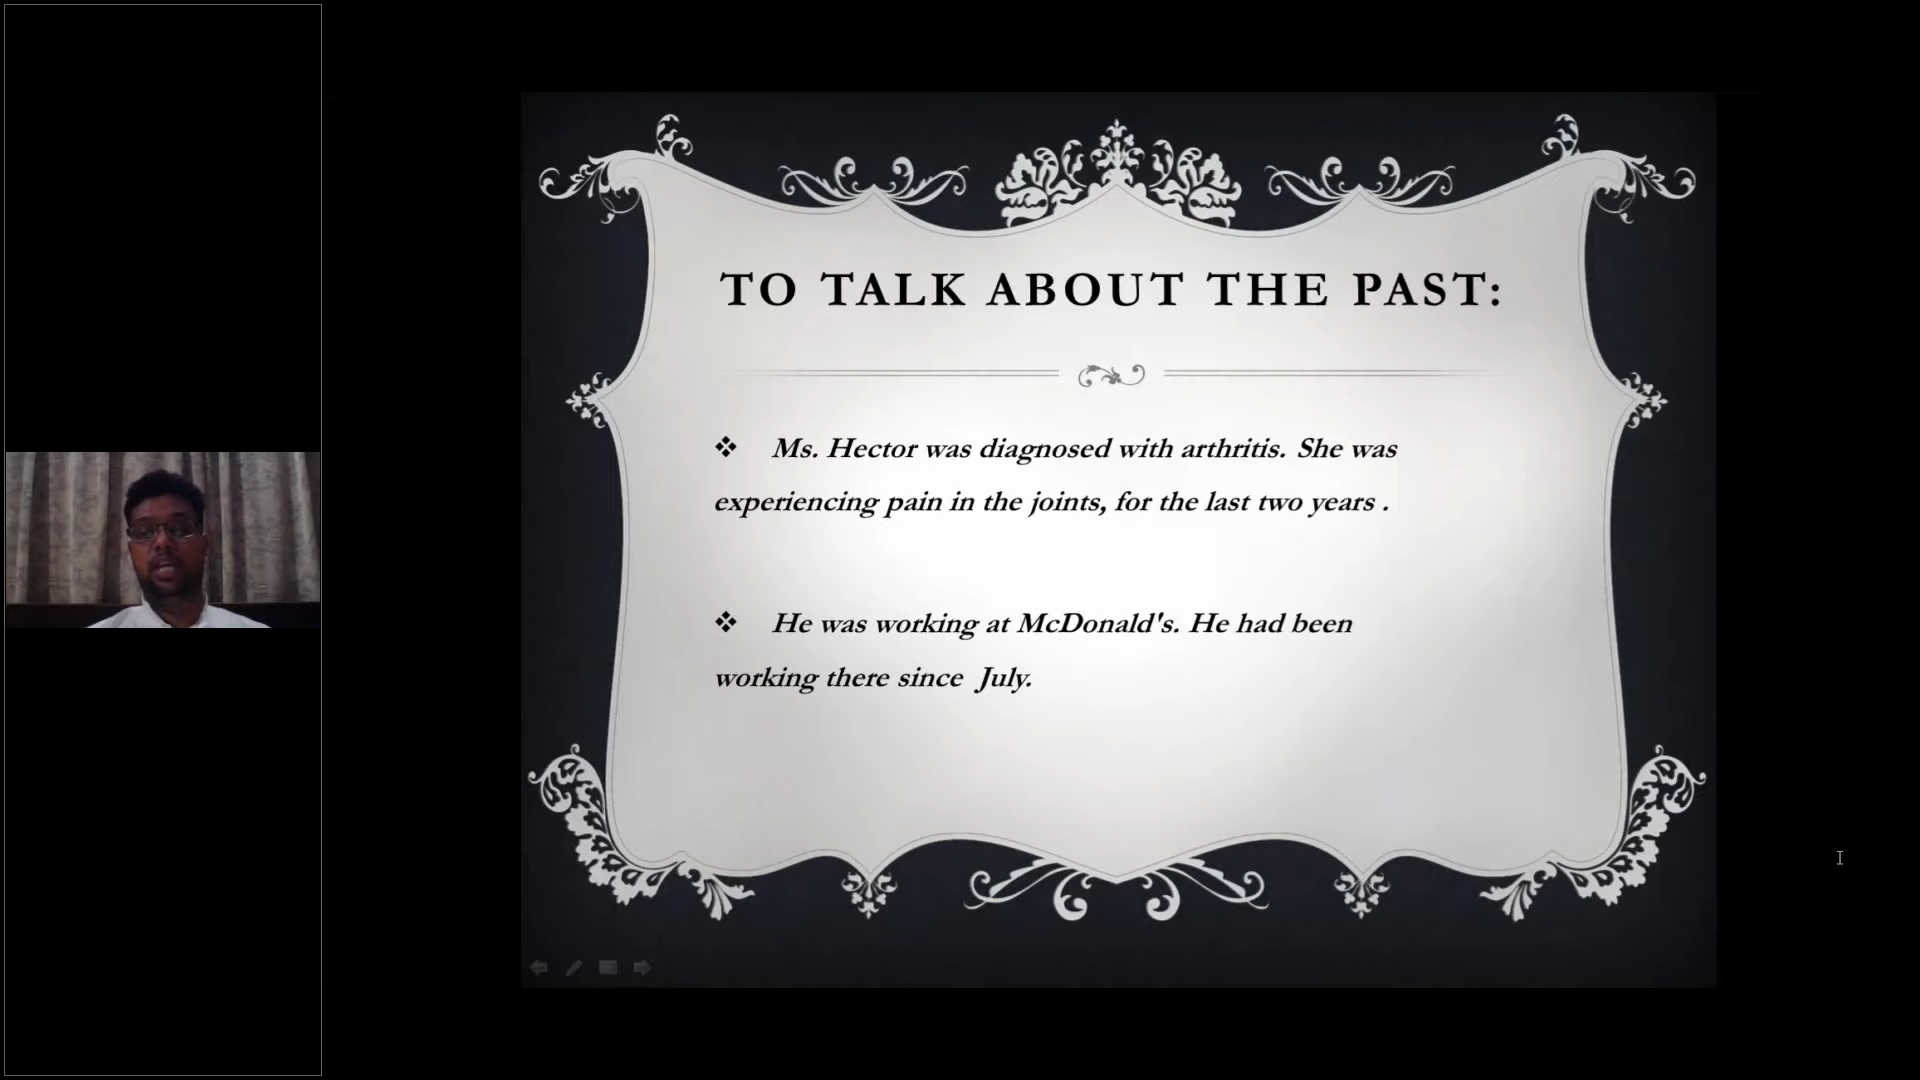 TO TALK ABOUT THE PAST:
❖ Ms. Hector was diagnosed with arthritis. She was
experiencing pain in the joints, for the last two years .
❖ He was working at McDonald's. He had been
working there since July.